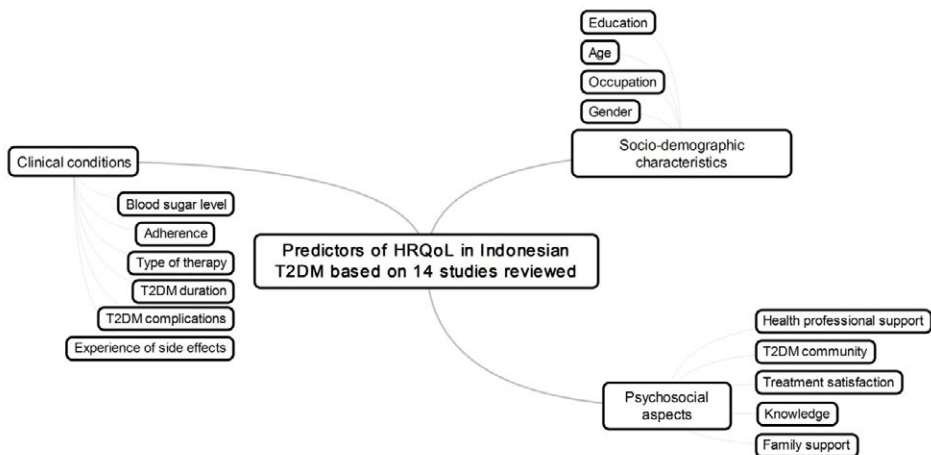 Education
Age
Occupation
Gender
Socio-demographic
characteristics
Clinical conditions
Blood sugar level
Adherence
Type of therapy
T2DM duration
T2DM complications
Experience of side effects
Predictors of HRQoL in Indonesian
T2DM based on 14 studies reviewed
Health professional support
T2DM community
Treatment satisfaction
Knowledge
Family support
Psychosocial
aspects